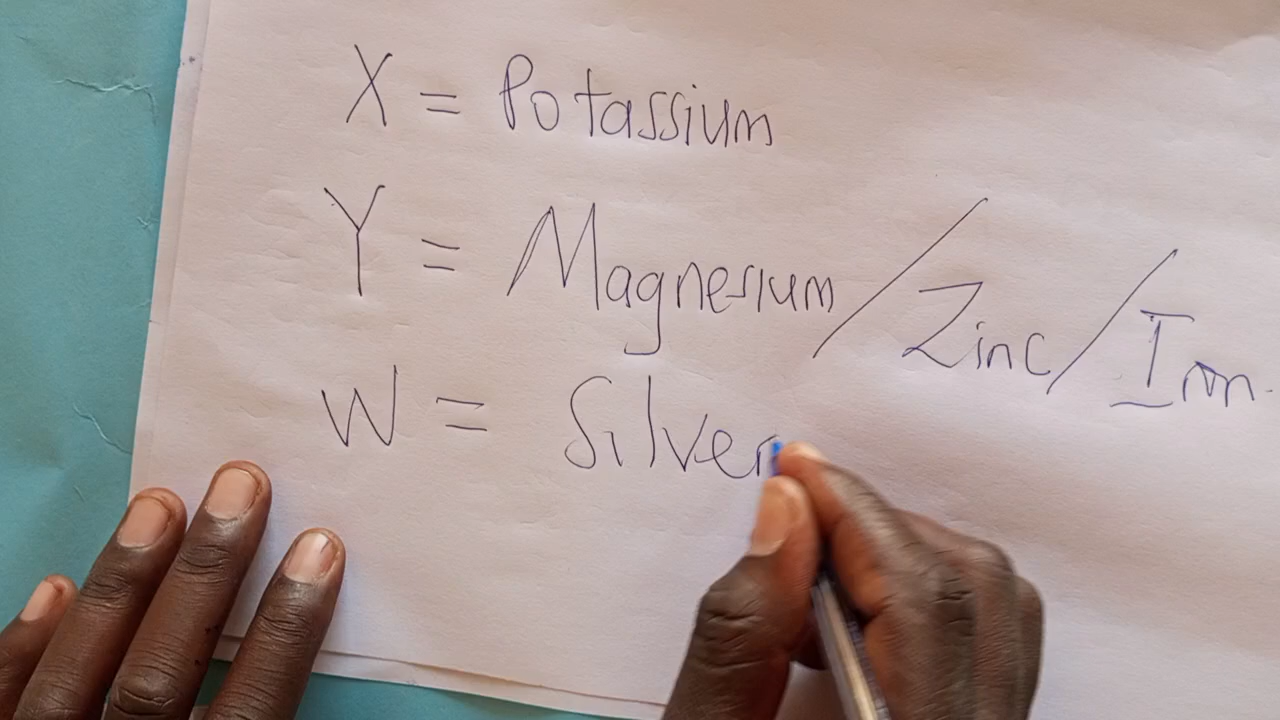 X = Potassium
Y = Magnesium / Zinc / Iron.
W = Silver